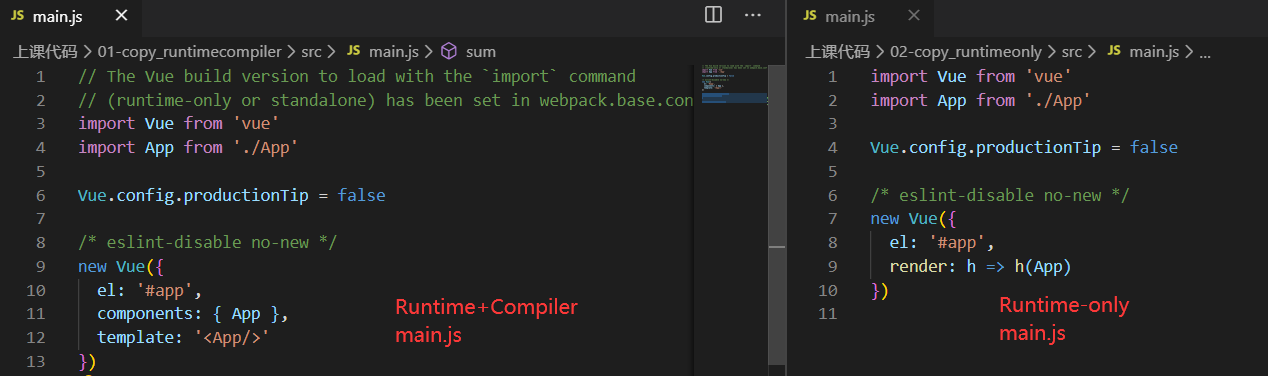 JS main.js
上课代码 > 01-copy_runtimecompiler > src > JS main.js > sum
1 // The Vue build version to load with the `import` command
2 // (runtime-only or standalone) has been set in webpack.base.con
3 import Vue from 'vue'
4 import App from './App'
5
6 Vue.config.productionTip = false
7
8 /* eslint-disable no-new */
9 new Vue({
10 el: '#app',
11 components: { App },
12 template: '<App/>'
13 })
Runtime+Compiler
main.js
JS main.js
上课代码 > 02-copy_runtimeonly > src > JS main.js > ...
1 import Vue from 'vue'
2 import App from './App'
3
4 Vue.config.productionTip = false
5
6 /* eslint-disable no-new */
7 new Vue({
8 el: '#app',
9 render: h => h(App)
10 })
11
Runtime-only
main.js